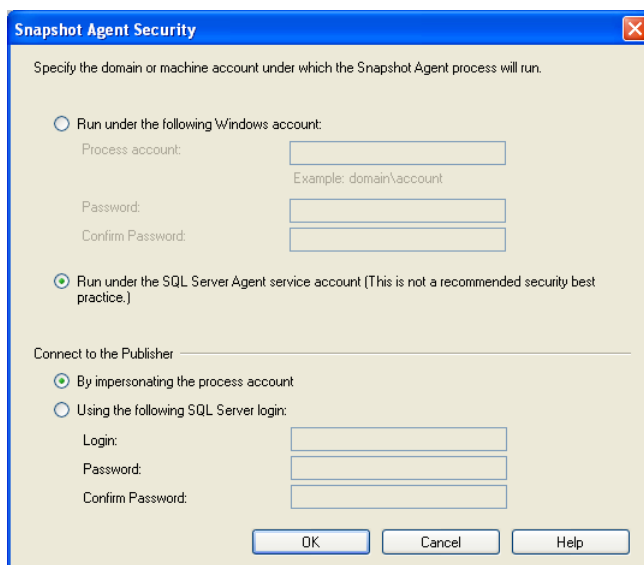 Snapshot Agent Security
Specify the domain or machine account under which the Snapshot Agent process will run.
Run under the following Windows account:
Process account:
Example: domain\account
Password:
Confirm Password:
Run under the SQL Server Agent service account (This is not a recommended security best
practice.)
Connect to the Publisher
By impersonating the process account
Using the following SQL Server login:
Login:
Password:
Confirm Password:
OK Cancel Help